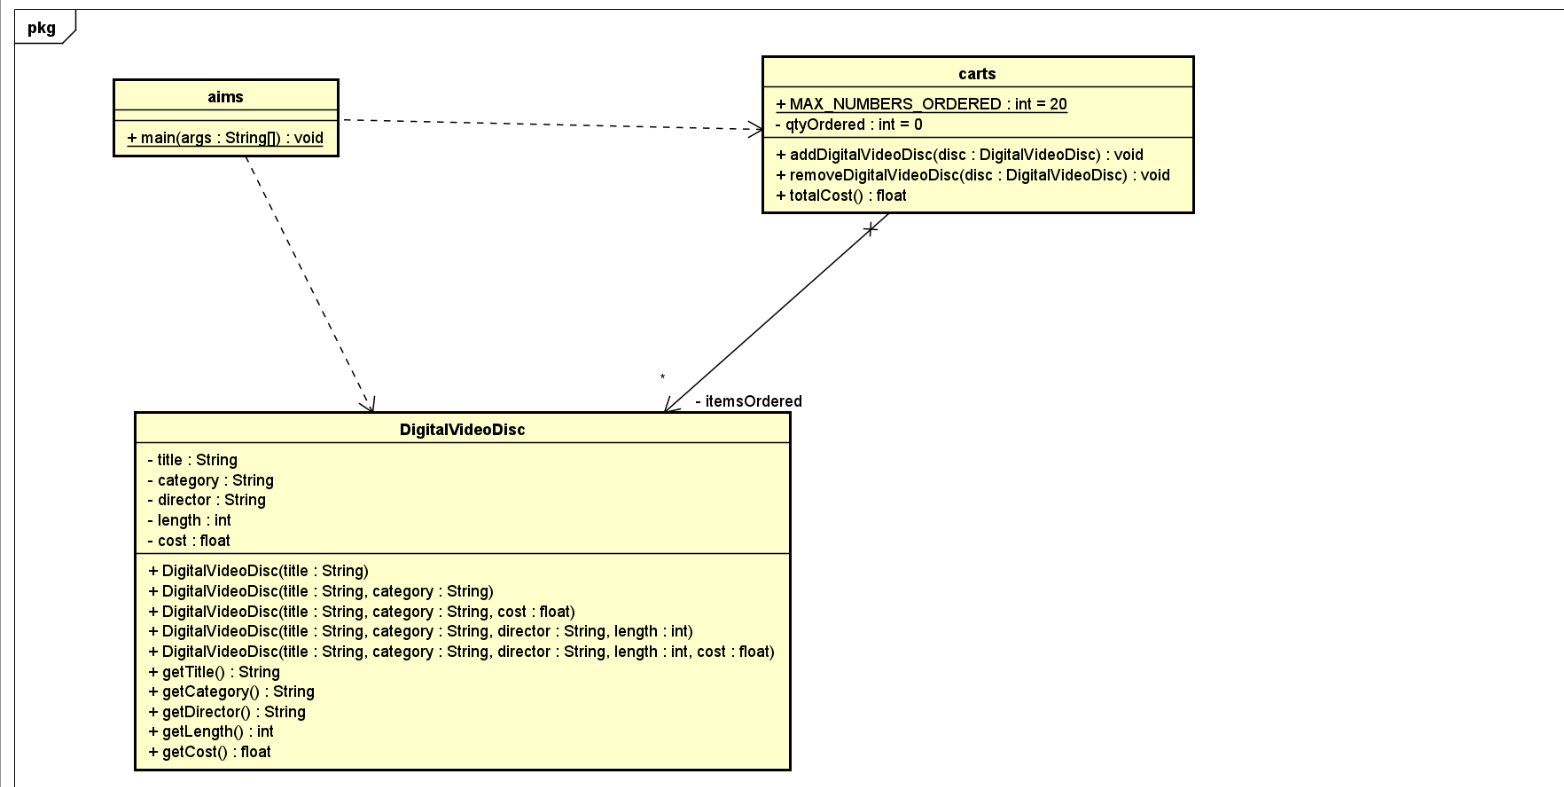 pkg
aims
+ main(args : String[]) : void
carts
+ MAX_NUMBERS_ORDERED : int = 20
- qtyOrdered : int = 0
+ addDigitalVideoDisc(disc : DigitalVideoDisc) : void
+ removeDigitalVideoDisc(disc : DigitalVideoDisc) : void
+ totalCost() : float
*
- itemsOrdered
DigitalVideoDisc
- title : String
- category : String
- director : String
- length : int
- cost : float
+ DigitalVideoDisc(title : String)
+ DigitalVideoDisc(title : String, category : String)
+ DigitalVideoDisc(title : String, category : String, cost : float)
+ DigitalVideoDisc(title : String, category : String, director : String, length : int)
+ DigitalVideoDisc(title : String, category : String, director : String, length : int, cost : float)
+ getTitle() : String
+ getCategory() : String
+ getDirector() : String
+ getLength() : int
+ getCost() : float